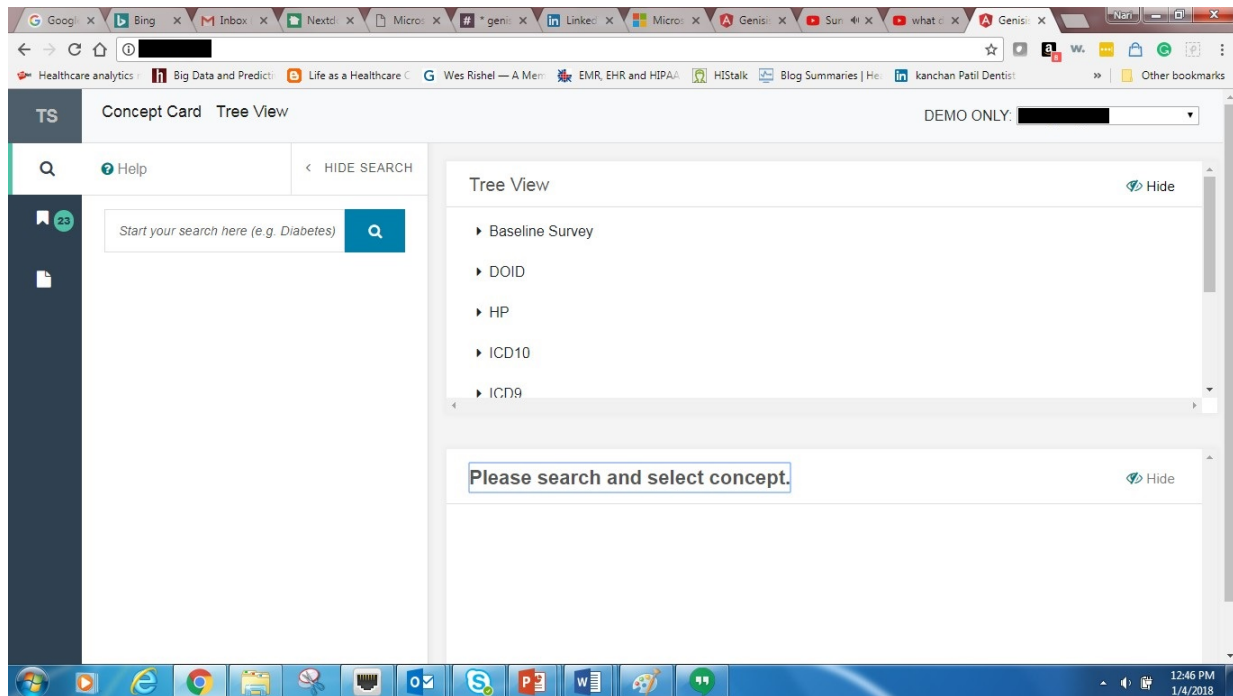 Googl Bing Inbox Nextd Micros * genis Linked Micros Genisi Sun what d Genisi Nari
Healthcare analytics Big Data and Predicti Life as a Healthcare C Wes Rishel — A Mem EMR, EHR and HIPAA HIStalk Blog Summaries | He kanchan Patil Dentist » Other bookmarks
TS Concept Card Tree View DEMO ONLY:
Help < HIDE SEARCH
Tree View Hide
23 Start your search here (e.g. Diabetes)
Baseline Survey
DOID
HP
ICD10
ICD9
Please search and select concept. Hide
12:46 PM
1/4/2018